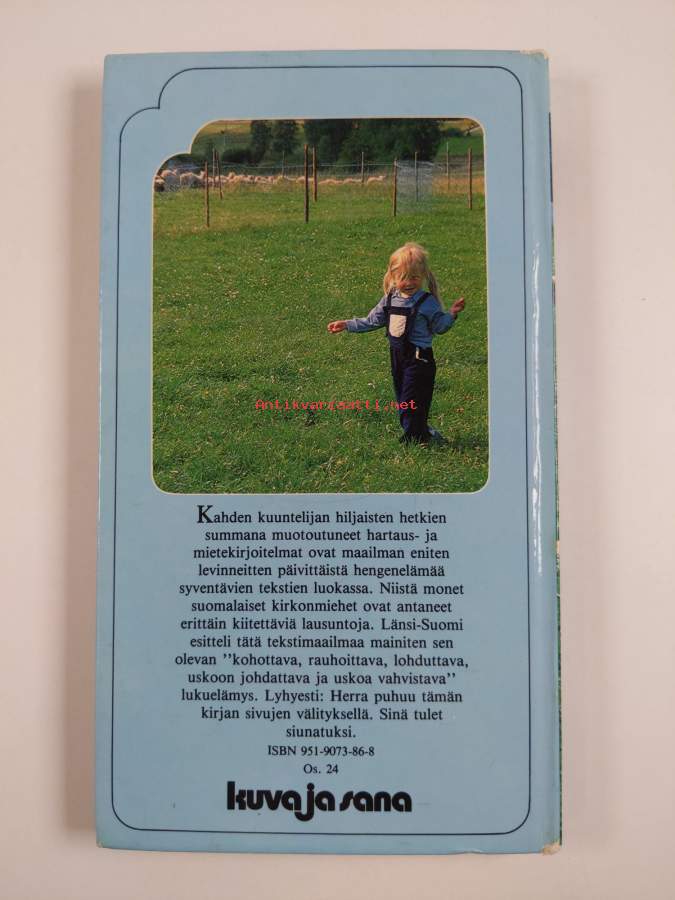 Antikvariaatti.net
Kahden kuuntelijan hiljaisten hetkien
summana muotoutuneet hartaus- ja
mietekirjoitelmat ovat maailman eniten
levinneitten päivittäistä hengenelämää
syventävien tekstien luokassa. Niistä monet
suomalaiset kirkonmiehet ovat antaneet
erittäin kiitettäviä lausuntoja. Länsi-Suomi
esitteli tätä tekstimaailmaa mainiten sen
olevan ''kohottava, rauhoittava, lohduttava,
uskoon johdattava ja uskoa vahvistava''
lukuelämys. Lyhyesti: Herra puhuu tämän
kirjan sivujen välityksellä. Sinä tulet
siunatuksi.
ISBN 951-9073-86-8
Os. 24
kuva ja sana